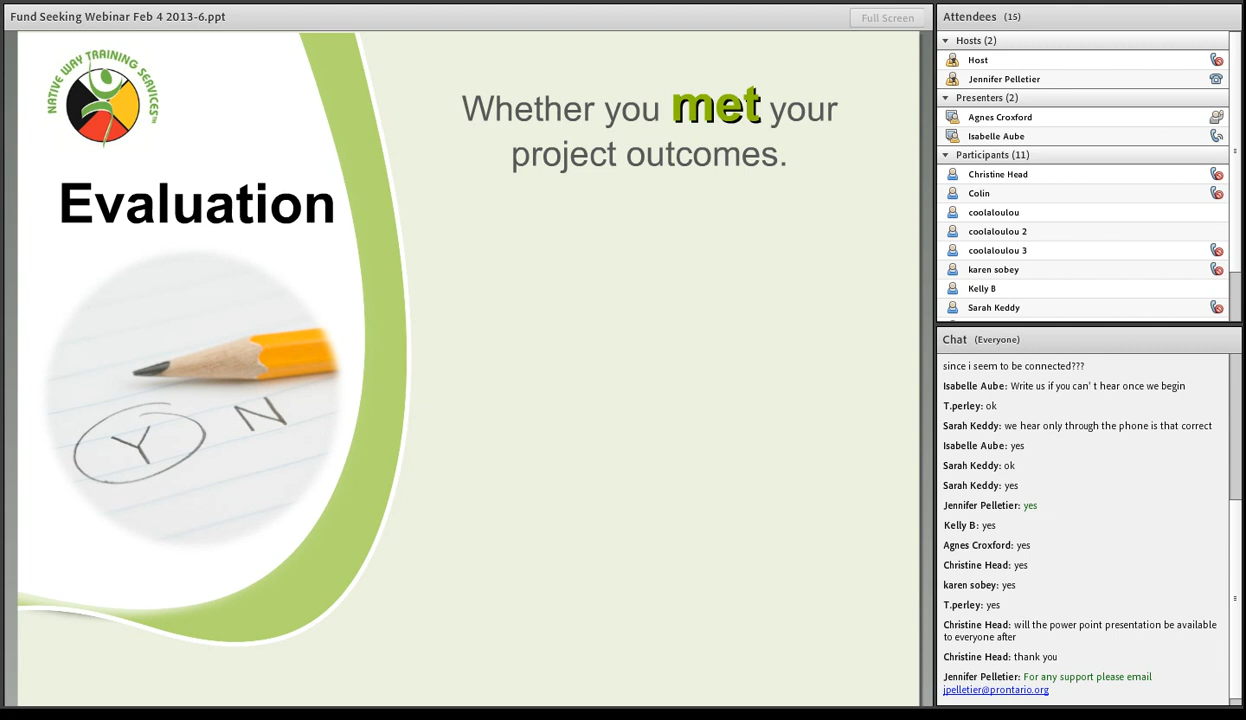 Fund Seeking Webinar Feb 4 2013-6.ppt
Full Screen
NATIVE WAY TRAINING SERVICES
Evaluation
Y N
Whether you met your
project outcomes.
Attendees (15)
Hosts (2)
Host
Jennifer Pelletier
Presenters (2)
Agnes Croxford
Isabelle Aube
Participants (11)
Christine Head
Colin
coolaloulou
coolaloulou 2
coolaloulou 3
karen sobey
Kelly B
Sarah Keddy
Chat (Everyone)
since i seem to be connected???
Isabelle Aube: Write us if you can' t hear once we begin
T.perley: ok
Sarah Keddy: we hear only through the phone is that correct
Isabelle Aube: yes
Sarah Keddy: ok
Sarah Keddy: yes
Jennifer Pelletier: yes
Kelly B: yes
Agnes Croxford: yes
Christine Head: yes
karen sobey: yes
T.perley: yes
Christine Head: will the power point presentation be available
to everyone after
Christine Head: thank you
Jennifer Pelletier: For any support please email
jpelletier@prontario.org